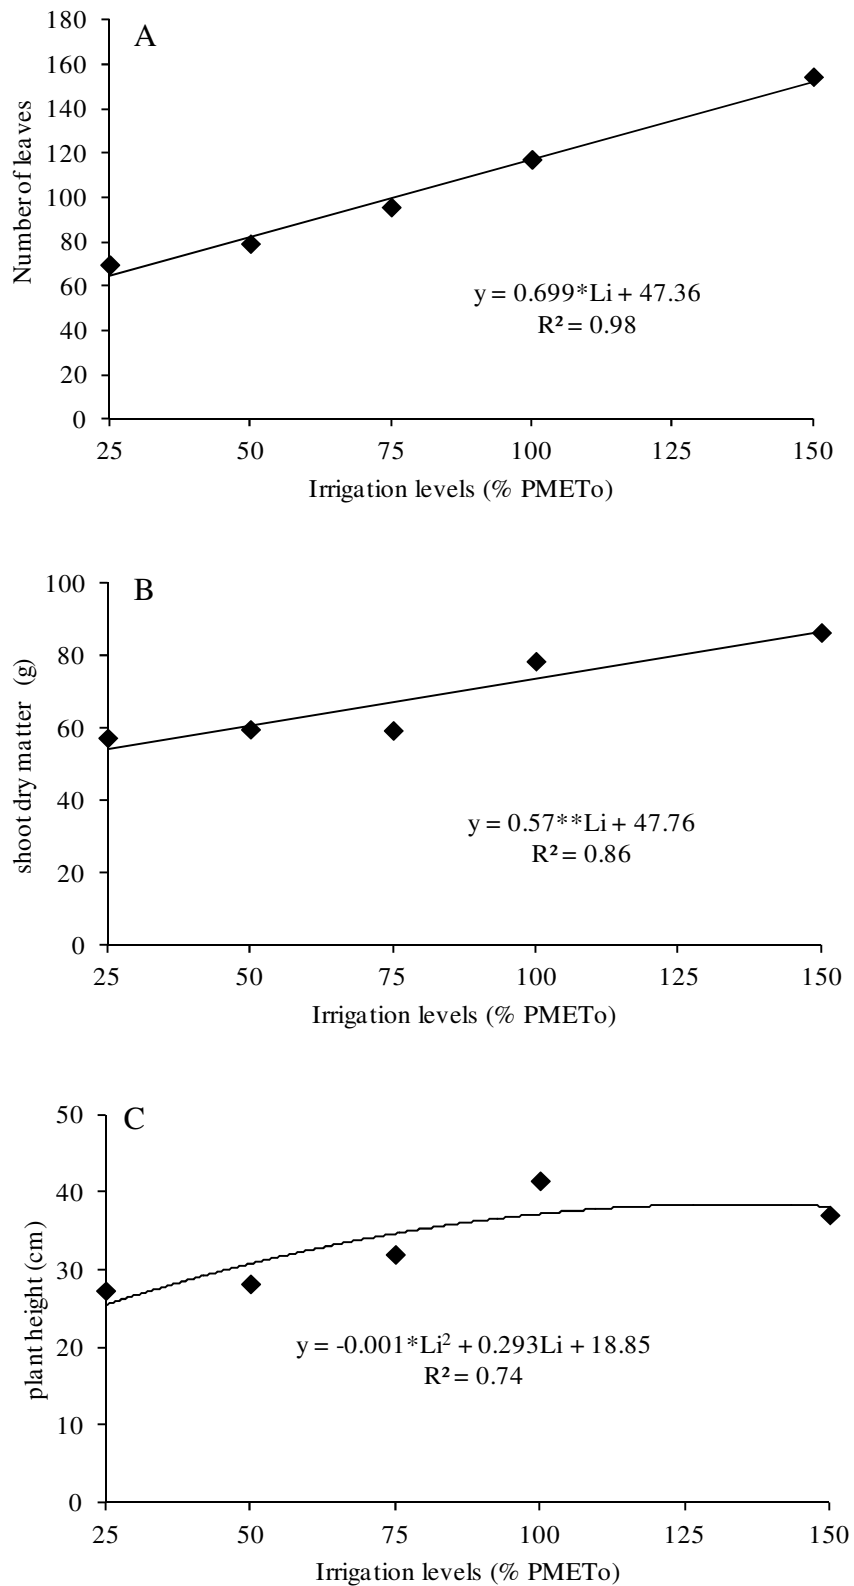 A
Number of leaves
180
160
140
120
100
80
60
40
20
0
y = 0.699*Li + 47.36
R² = 0.98
25 50 75 100 125 150
Irrigation levels (% PMETo)
B
shoot dry matter (g)
100
80
60
40
20
0
y = 0.57**Li + 47.76
R² = 0.86
25 50 75 100 125 150
Irrigation levels (% PMETo)
C
plant height (cm)
50
40
30
20
10
0
y = -0.001*Li² + 0.293Li + 18.85
R² = 0.74
25 50 75 100 125 150
Irrigation levels (% PMETo)